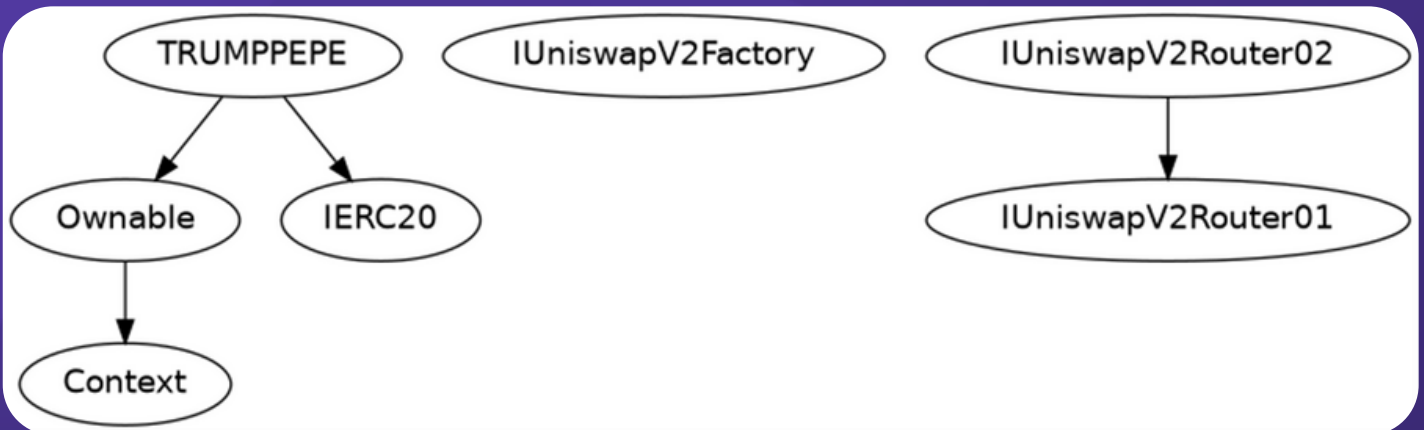 TRUMPPEPE
IUniswapV2Factory
IUniswapV2Router02
Ownable
IERC20
IUniswapV2Router01
Context